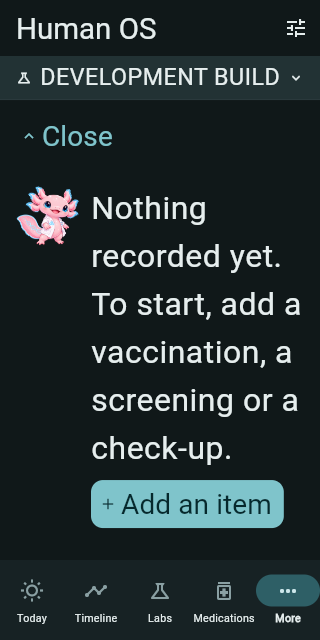 Human OS
DEVELOPMENT BUILD
Close
Nothing
recorded yet.
To start, add a
vaccination, a
screening or a
check-up.
+ Add an item
Today
Timeline
Labs
Medications
More